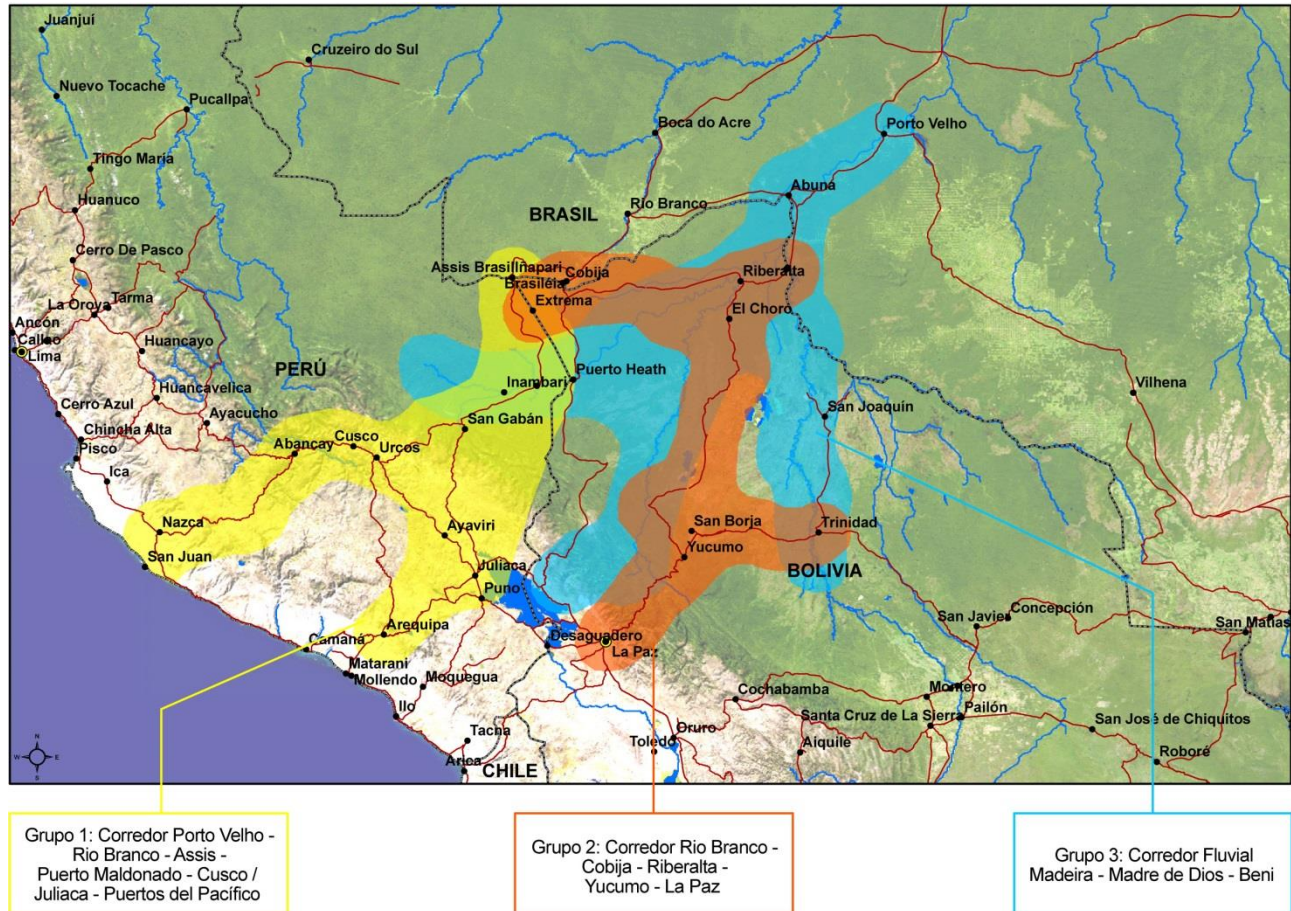 Juanjuí
Cruzeiro do Sul
Nuevo Tocache
Pucallpa
Boca do Acre
Porto Velho
Tingo María
Abuná
Huanuco
BRASIL
Río Branco
Cerro De Pasco
Assis Brasil
Iñapari
Cobija
Riberalta
Brasiléia
Extrema
La Oroya
Tarma
El Choró
Ancón
Callao
Lima
Huancayo
PERÚ
Puerto Heath
Inambari
Vilhena
Huancavelica
Cerro Azul
Ayacucho
San Joaquín
San Gabán
Chincha Alta
Pisco
Abancay
Cusco
Urcos
Ica
Nazca
Ayaviri
San Borja
Trinidad
Yucumo
San Juan
BOLIVIA
Juliaca
Puno
Concepción
San Javier
San Matías
Arequipa
Desaguadero
Camaná
La Paz
Matarani
Mollendo
Moquegua
Cochabamba
Montero
Ilo
Santa Cruz de La Sierra
Pailón
Tacna
Oruro
San José de Chiquitos
Toledo
Aiquile
Roboré
Arica
CHILE
N
W
E
S
Grupo 1: Corredor Porto Velho -
Rio Branco - Assis -
Puerto Maldonado - Cusco /
Juliaca - Puertos del Pacífico
Grupo 2: Corredor Rio Branco -
Cobija - Riberalta -
Yucumo - La Paz
Grupo 3: Corredor Fluvial
Madeira - Madre de Dios - Beni